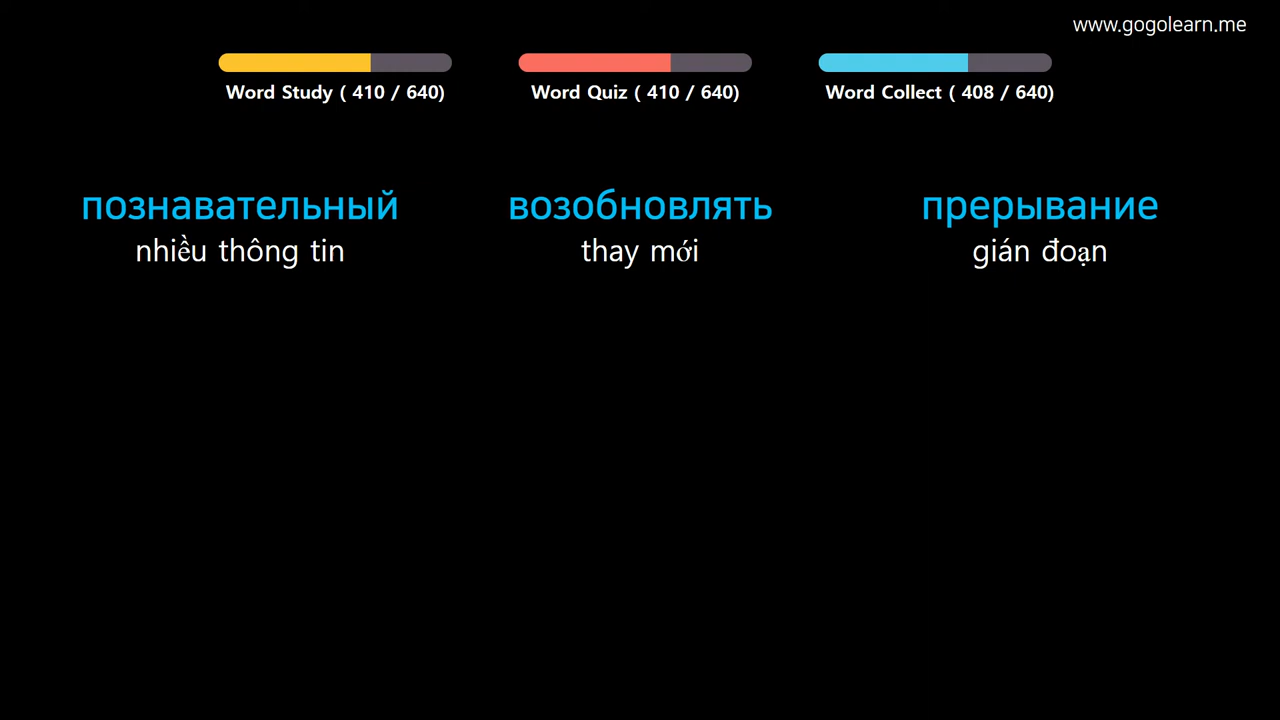 www.gogolearn.me
Word Study ( 410 / 640)
Word Quiz ( 410 / 640)
Word Collect ( 408 / 640)
познавательный
nhiều thông tin
возобновлять
thay mới
прерывание
gián đoạn